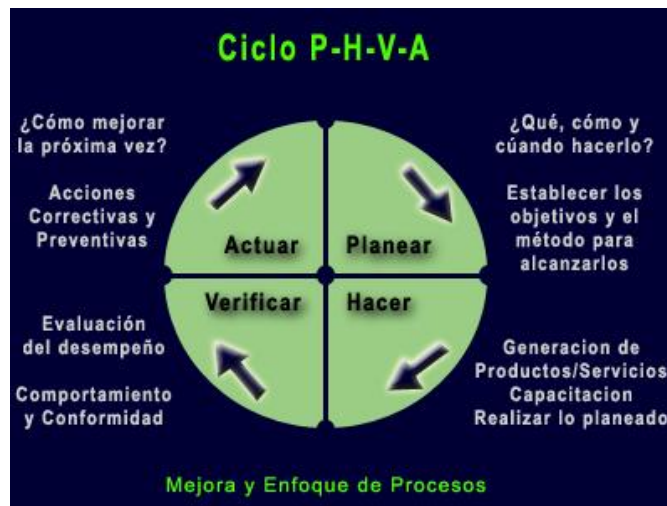 Ciclo P-H-V-A
¿Cómo mejorar
la próxima vez?
Acciones
Correctivas y
Preventivas
¿Qué, cómo y
cúando hacerlo?
Establecer los
objetivos y el
método para
alcanzarlos
Actuar
Planear
Verificar
Hacer
Evaluación
del desempeño
Comportamiento
y Conformidad
Generacion de
Productos/Servicios
Capacitacion
Realizar lo planeado
Mejora y Enfoque de Procesos